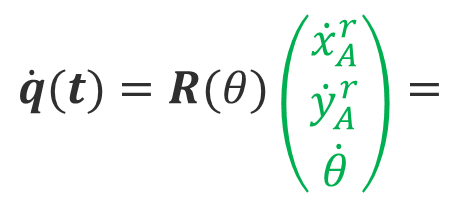 q̇(t) = R(θ) (ẋ_A^r
ẏ_A^r
θ̇) =